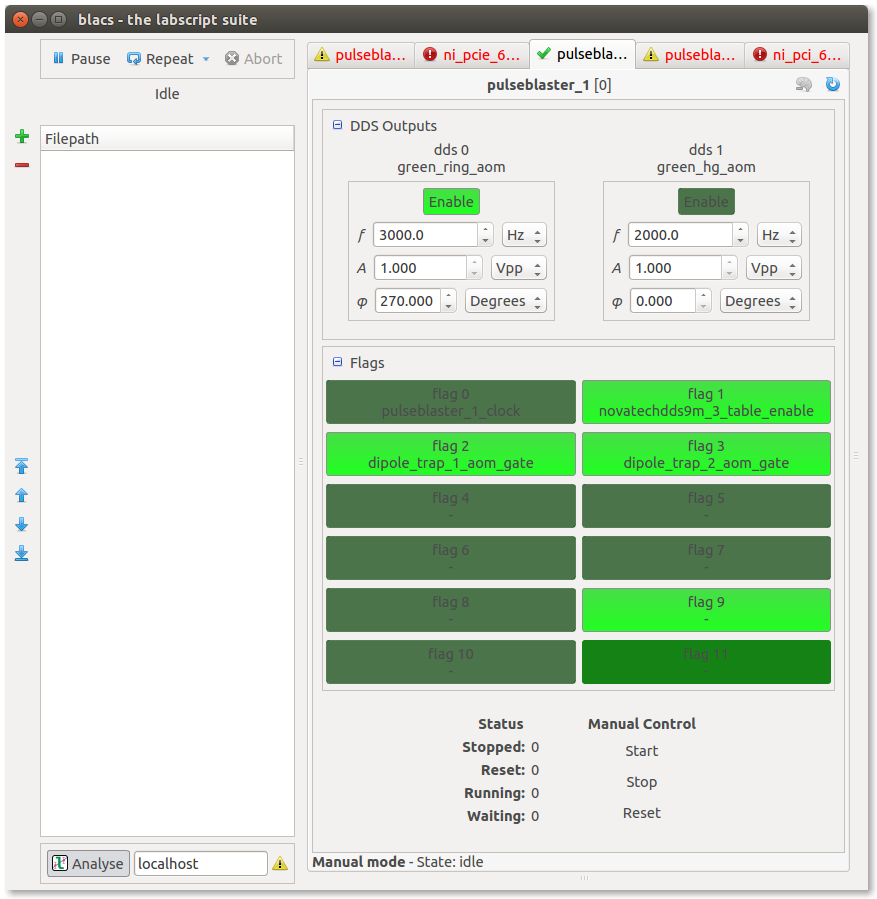 blacs - the labscript suite
Pause Repeat Abort
Idle
Filepath
pulsebla... ni_pcie_6... pulsebla... pulsebla... ni_pci_6...
pulseblaster_1 [0]
DDS Outputs
dds 0
green_ring_aom
Enable
f 3000.0 Hz
A 1.000 Vpp
φ 270.000 Degrees
dds 1
green_hg_aom
Enable
f 2000.0 Hz
A 1.000 Vpp
φ 0.000 Degrees
Flags
flag 0
pulseblaster_1_clock
flag 1
novatechdds9m_3_table_enable
flag 2
dipole_trap_1_aom_gate
flag 3
dipole_trap_2_aom_gate
flag 4
-
flag 5
-
flag 6
-
flag 7
-
flag 8
-
flag 9
-
flag 10
-
flag 11
-
Status
Stopped: 0
Reset: 0
Running: 0
Waiting: 0
Manual Control
Start
Stop
Reset
Analyse localhost
Manual mode - State: idle